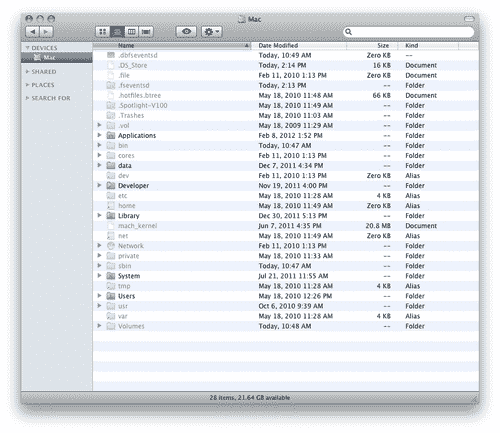 Mac
Name Date Modified Size Kind
DEVICES
Mac
SHARED
PLACES
SEARCH FOR
.dbfseventsd Today, 10:49 AM Zero KB --
.DS_Store Today, 2:14 PM 16 KB Document
.file Feb 11, 2010 1:13 PM Zero KB Document
.fseventsd Today, 2:13 PM -- Folder
.hotfiles.btree May 18, 2010 11:48 AM 66 KB Document
.Spotlight-V100 May 18, 2010 11:49 AM -- Folder
.Trashes May 18, 2010 11:03 AM -- Folder
.vol May 18, 2009 11:29 AM -- Folder
Applications Feb 8, 2012 1:52 PM -- Folder
bin Today, 10:47 AM -- Folder
cores Feb 11, 2010 1:13 PM -- Folder
data Dec 7, 2011 4:34 PM -- Folder
dev Feb 11, 2010 1:13 PM Zero KB Alias
Developer Nov 19, 2011 4:00 PM -- Folder
etc May 18, 2010 11:28 AM 4 KB Alias
home May 18, 2010 11:49 AM Zero KB Alias
Library Dec 30, 2011 5:13 PM -- Folder
mach_kernel Jun 7, 2011 4:35 PM 20.8 MB Document
net May 18, 2010 11:49 AM Zero KB Alias
Network Feb 11, 2010 1:13 PM -- Folder
private May 18, 2010 11:33 AM -- Folder
sbin Today, 10:47 AM -- Folder
System Jul 21, 2011 11:55 AM -- Folder
tmp May 18, 2010 11:28 AM 4 KB Alias
Users May 18, 2010 12:26 PM -- Folder
usr Oct 6, 2010 9:39 AM -- Folder
var May 18, 2010 11:28 AM 4 KB Alias
Volumes Today, 10:48 AM -- Folder
28 items, 21.64 GB available